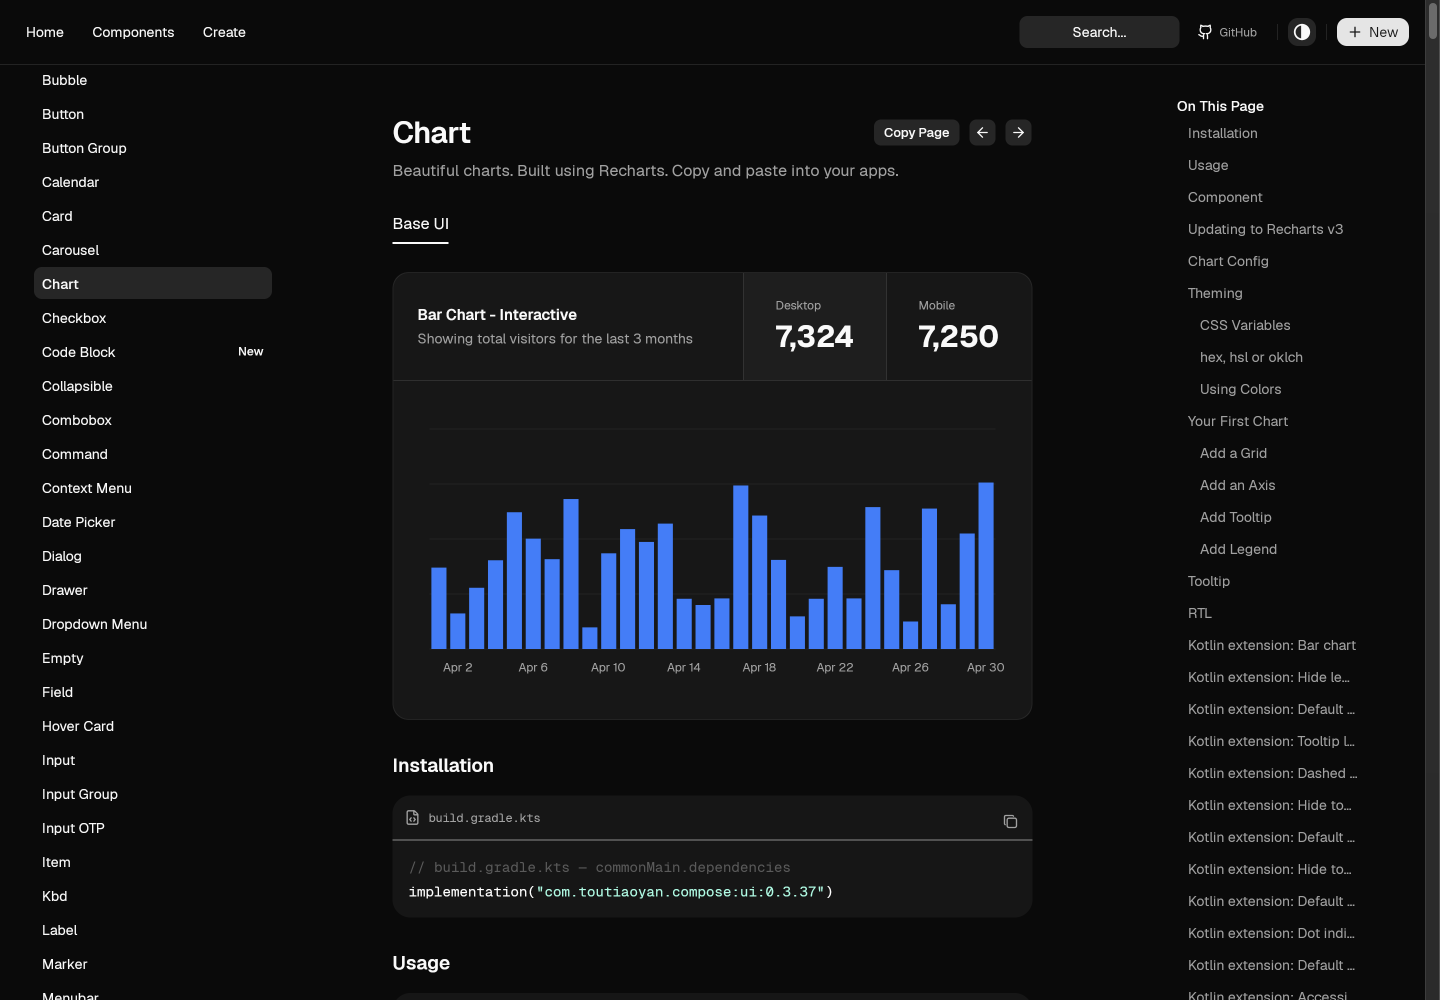 Home
Components
Create
Search...
GitHub
New
Bubble
Button
Button Group
Calendar
Card
Carousel
Chart
Checkbox
Code Block New
Collapsible
Combobox
Command
Context Menu
Date Picker
Dialog
Drawer
Dropdown Menu
Empty
Field
Hover Card
Input
Input Group
Input OTP
Item
Kbd
Label
Marker
Menubar
Chart
Copy Page
Beautiful charts. Built using Recharts. Copy and paste into your apps.
Base UI
Bar Chart - Interactive
Showing total visitors for the last 3 months
Desktop
7,324
Mobile
7,250
Apr 2
Apr 6
Apr 10
Apr 14
Apr 18
Apr 22
Apr 26
Apr 30
Installation
build.gradle.kts
// build.gradle.kts — commonMain.dependencies
implementation("com.toutiaoyan.compose:ui:0.3.37")
Usage
On This Page
Installation
Usage
Component
Updating to Recharts v3
Chart Config
Theming
CSS Variables
hex, hsl or oklch
Using Colors
Your First Chart
Add a Grid
Add an Axis
Add Tooltip
Add Legend
Tooltip
RTL
Kotlin extension: Bar chart
Kotlin extension: Hide le...
Kotlin extension: Default ...
Kotlin extension: Tooltip l...
Kotlin extension: Dashed ...
Kotlin extension: Hide to...
Kotlin extension: Default ...
Kotlin extension: Hide to...
Kotlin extension: Default ...
Kotlin extension: Dot indi...
Kotlin extension: Default ...
Kotlin extension: Accessi...